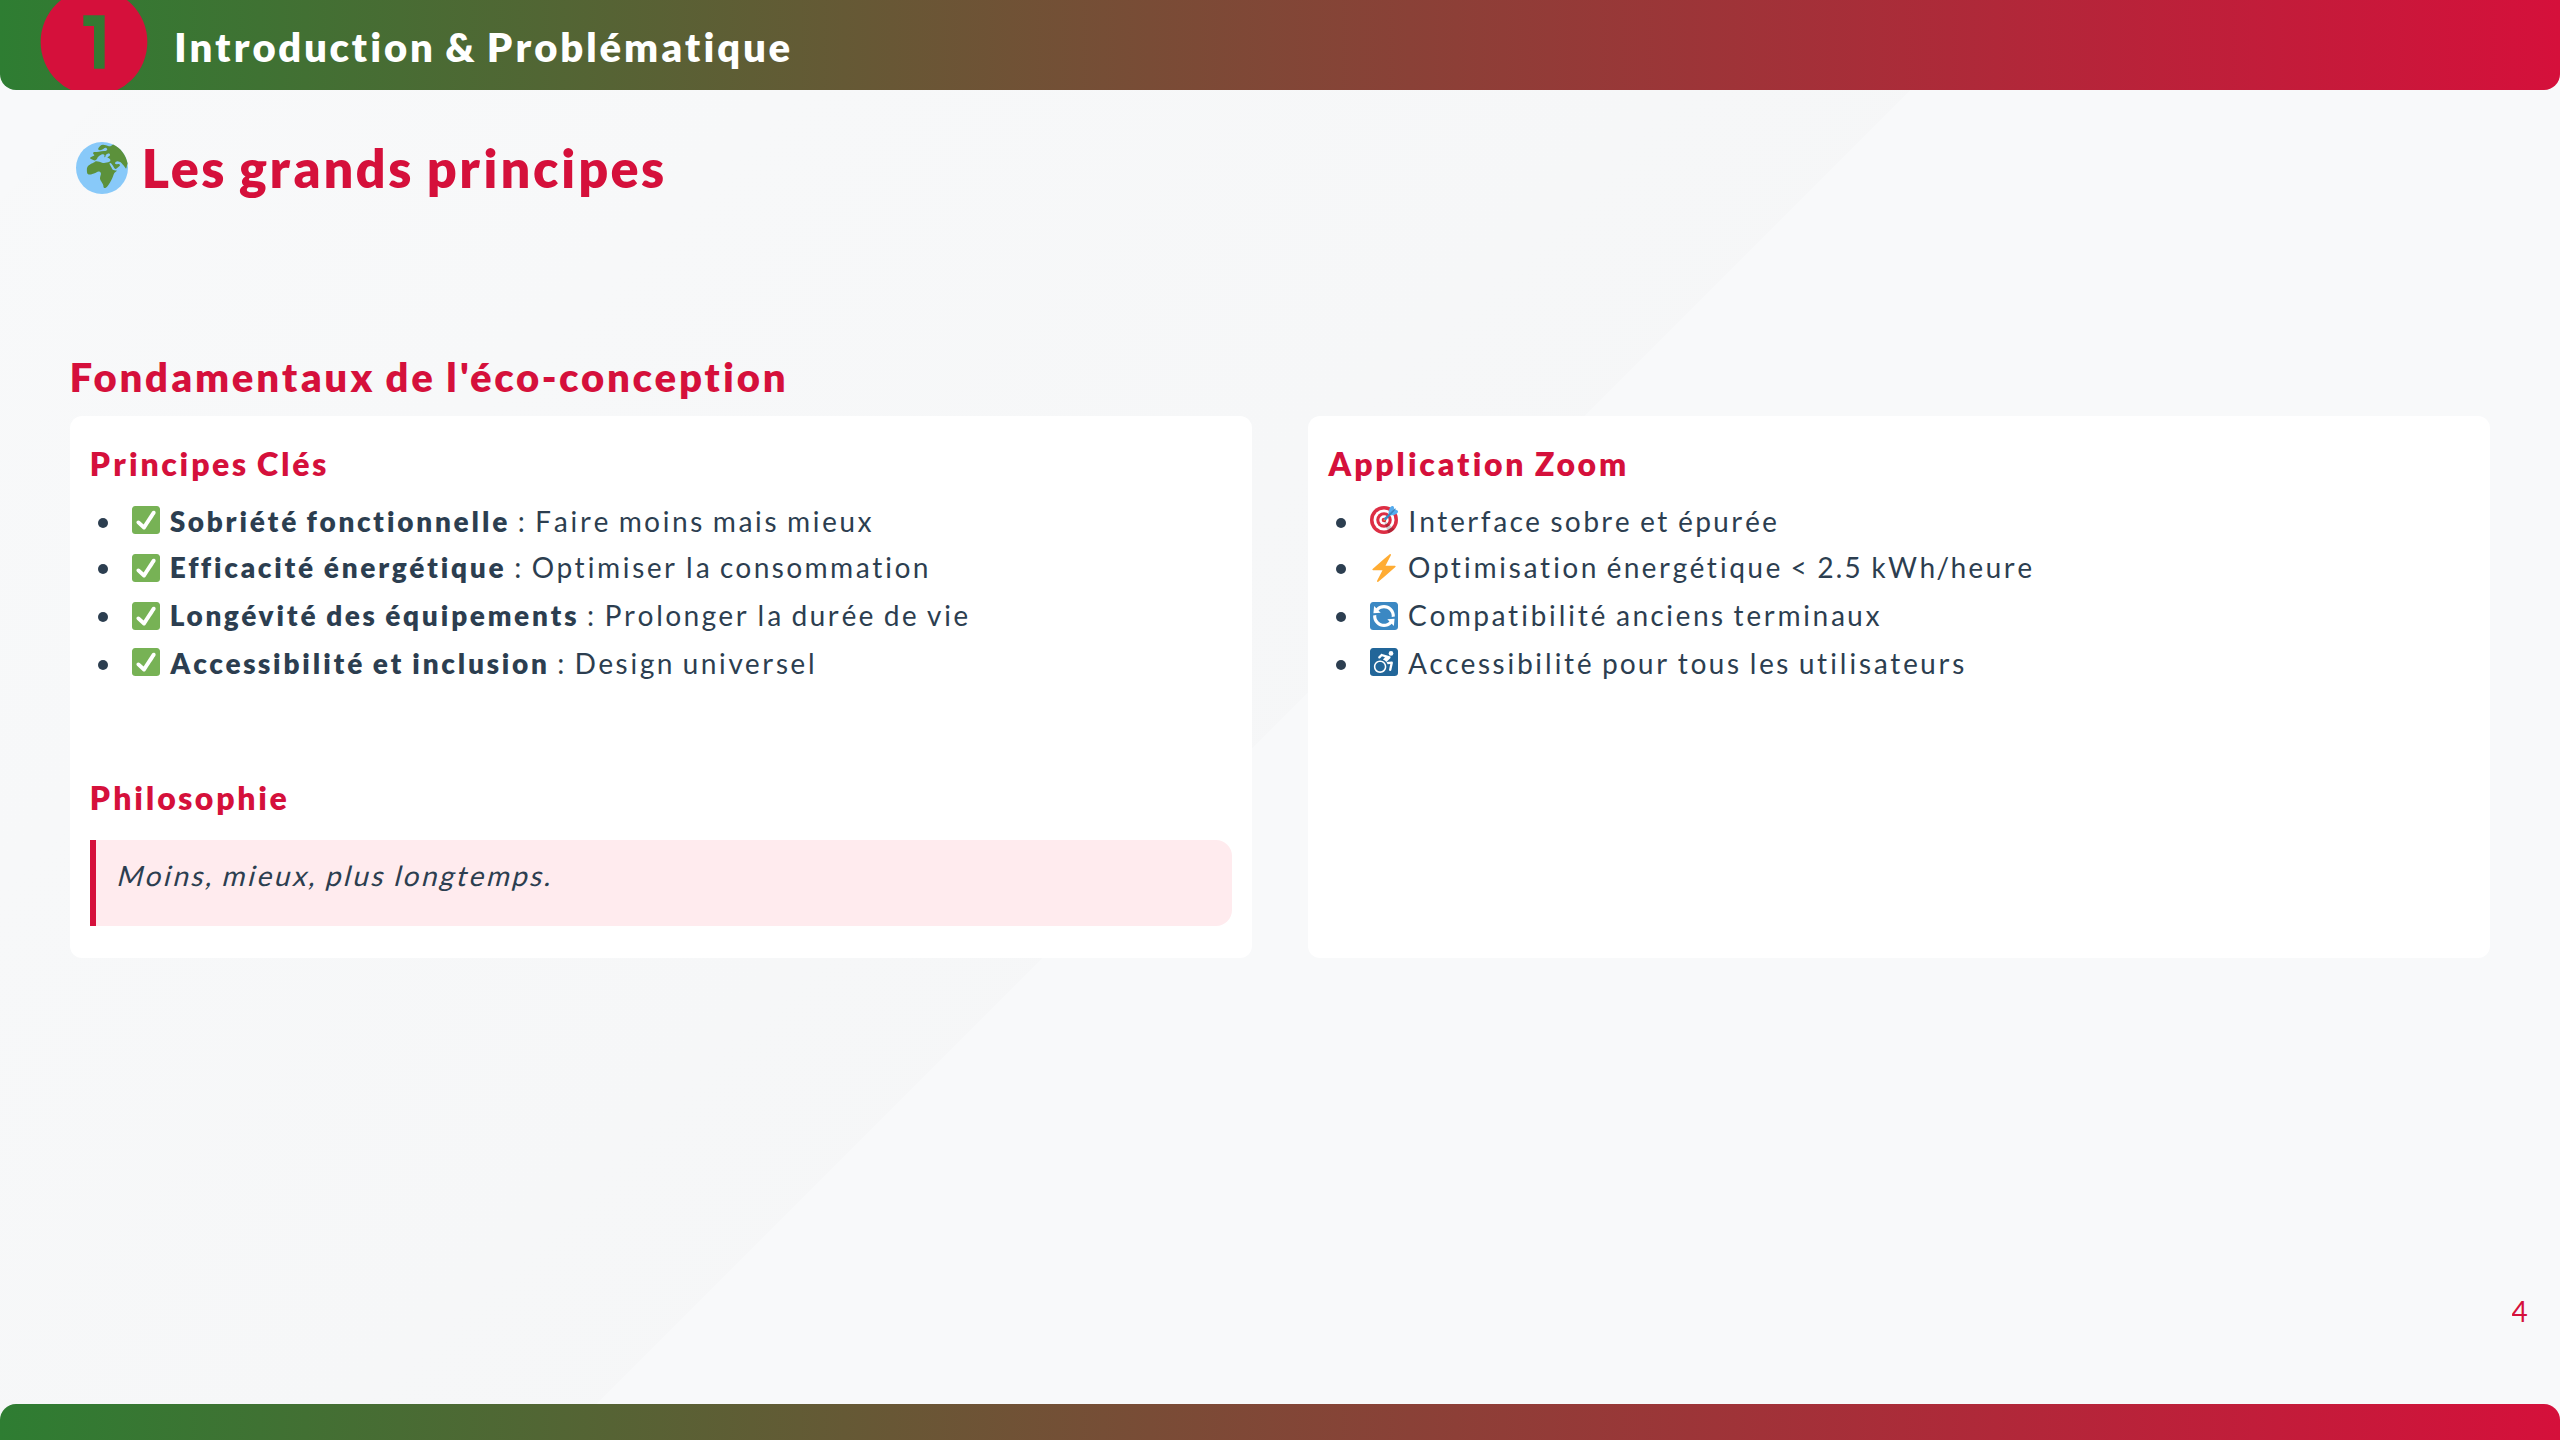 1
Introduction & Problématique
🌍 Les grands principes
Fondamentaux de l'éco-conception
Principes Clés
• ✅ Sobriété fonctionnelle : Faire moins mais mieux
• ✅ Efficacité énergétique : Optimiser la consommation
• ✅ Longévité des équipements : Prolonger la durée de vie
• ✅ Accessibilité et inclusion : Design universel
Philosophie
Moins, mieux, plus longtemps.
Application Zoom
• 🎯 Interface sobre et épurée
• ⚡ Optimisation énergétique < 2.5 kWh/heure
• 🔄 Compatibilité anciens terminaux
• Accessibilité pour tous les utilisateurs
4